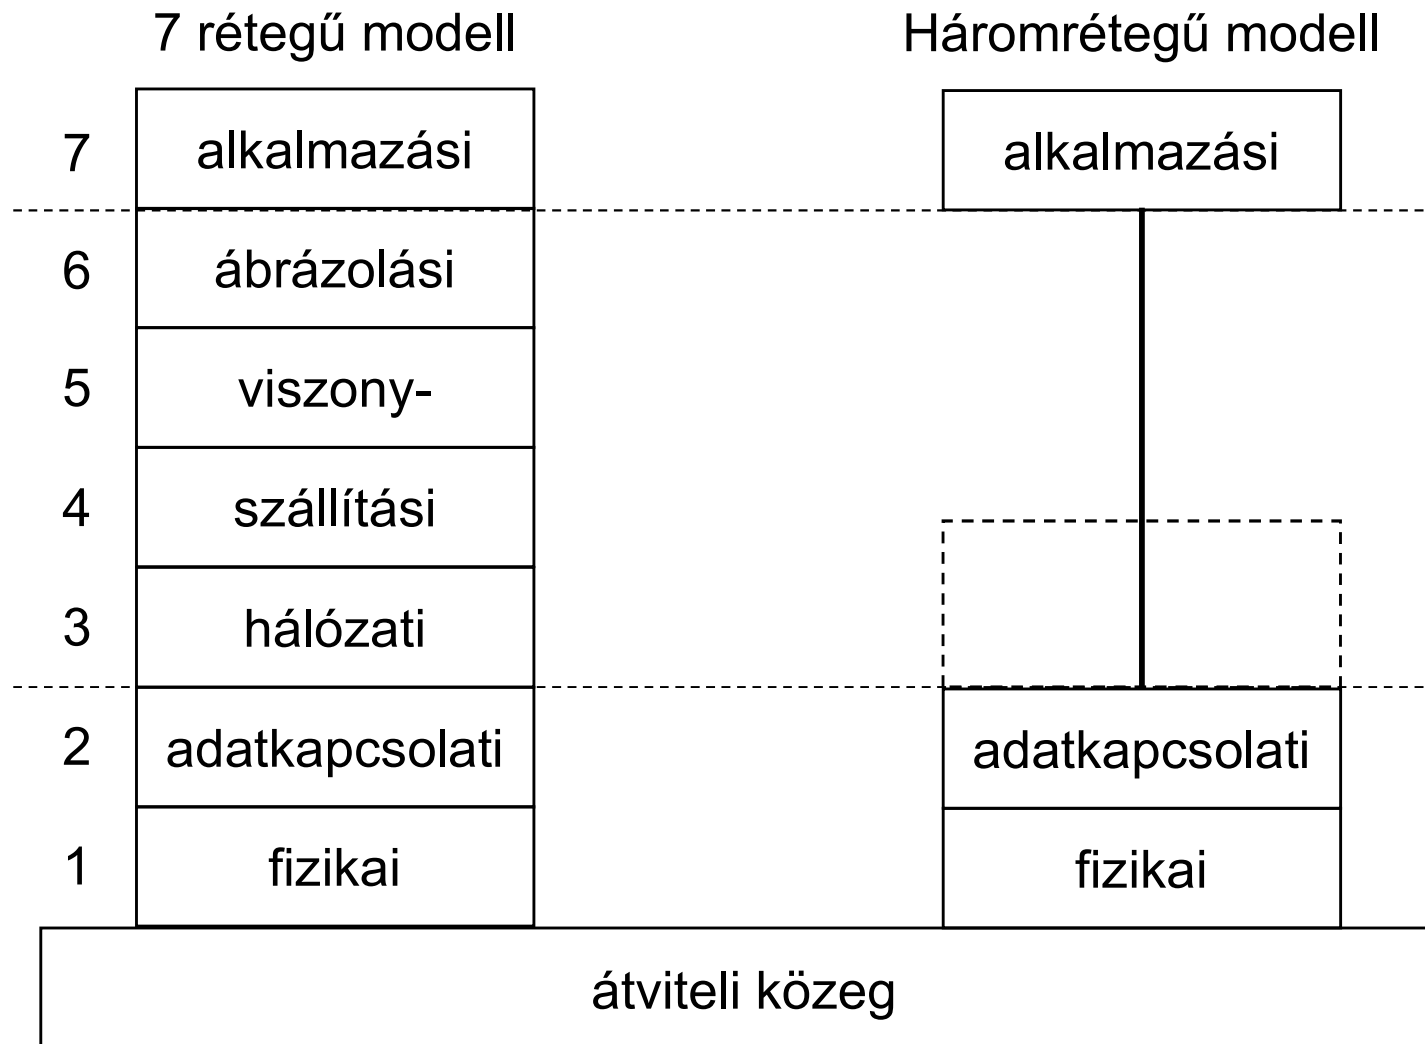 7 rétegű modell
Háromrétegű modell
7
alkalmazási
alkalmazási
6
ábrázolási
5
viszony-
4
szállítási
3
hálózati
2
adatkapcsolati
adatkapcsolati
1
fizikai
fizikai
átviteli közeg